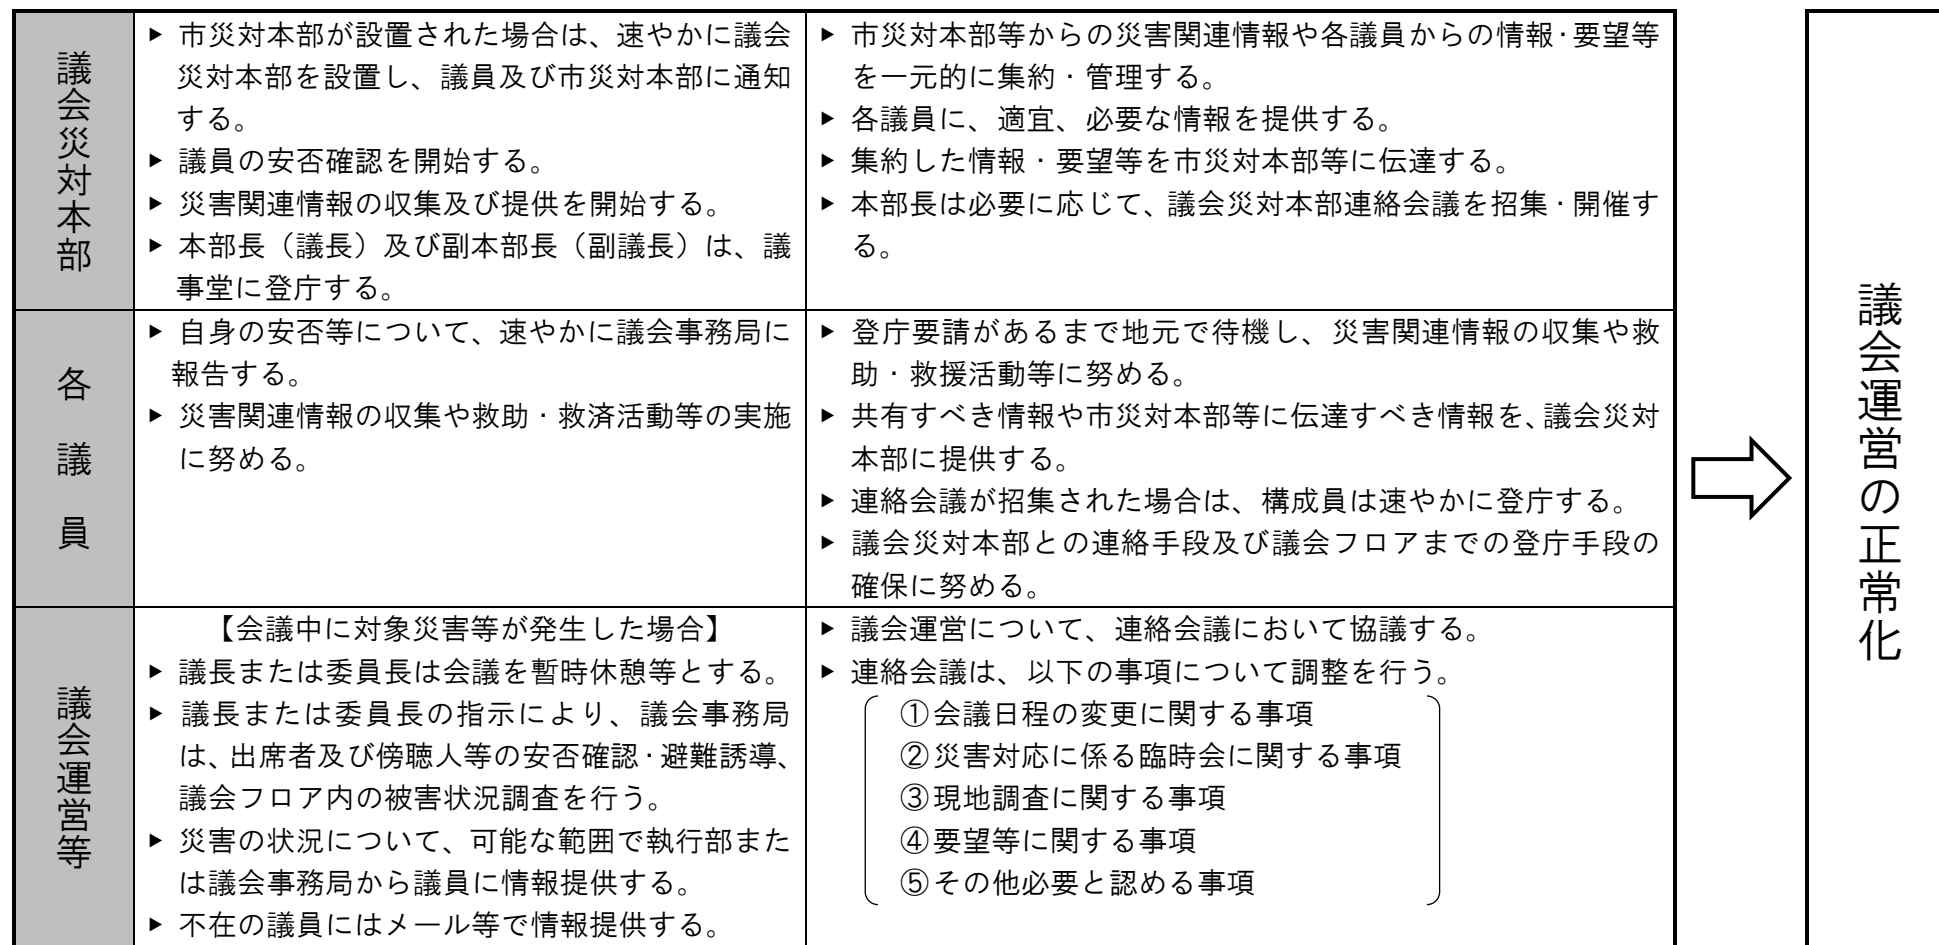 議会災対本部
▶ 市災対本部が設置された場合は、速やかに議会
災対本部を設置し、議員及び市災対本部に通知
する。
▶ 議員の安否確認を開始する。
▶ 災害関連情報の収集及び提供を開始する。
▶ 本部長（議長）及び副本部長（副議長）は、議
事堂に登庁する。
▶ 市災対本部等からの災害関連情報や各議員からの情報・要望等
を一元的に集約・管理する。
▶ 各議員に、適宜、必要な情報を提供する。
▶ 集約した情報・要望等を市災対本部等に伝達する。
▶ 本部長は必要に応じて、議会災対本部連絡会議を招集・開催す
る。
各議員
▶ 自身の安否等について、速やかに議会事務局に
報告する。
▶ 災害関連情報の収集や救助・救済活動等の実施
に努める。
▶ 登庁要請があるまで地元で待機し、災害関連情報の収集や救
助・救援活動等に努める。
▶ 共有すべき情報や市災対本部等に伝達すべき情報を、議会災対
本部に提供する。
▶ 連絡会議が招集された場合は、構成員は速やかに登庁する。
▶ 議会災対本部との連絡手段及び議会フロアまでの登庁手段の
確保に努める。
議会運営等
【会議中に対象災害等が発生した場合】
▶ 議長または委員長は会議を暫時休憩等とする。
▶ 議長または委員長の指示により、議会事務局
は、出席者及び傍聴人等の安否確認・避難誘導、
議会フロア内の被害状況調査を行う。
▶ 災害の状況について、可能な範囲で執行部また
は議会事務局から議員に情報提供する。
▶ 不在の議員にはメール等で情報提供する。
▶ 議会運営について、連絡会議において協議する。
▶ 連絡会議は、以下の事項について調整を行う。
①会議日程の変更に関する事項
②災害対応に係る臨時会に関する事項
③現地調査に関する事項
④要望等に関する事項
⑤その他必要と認める事項
議会運営の正常化